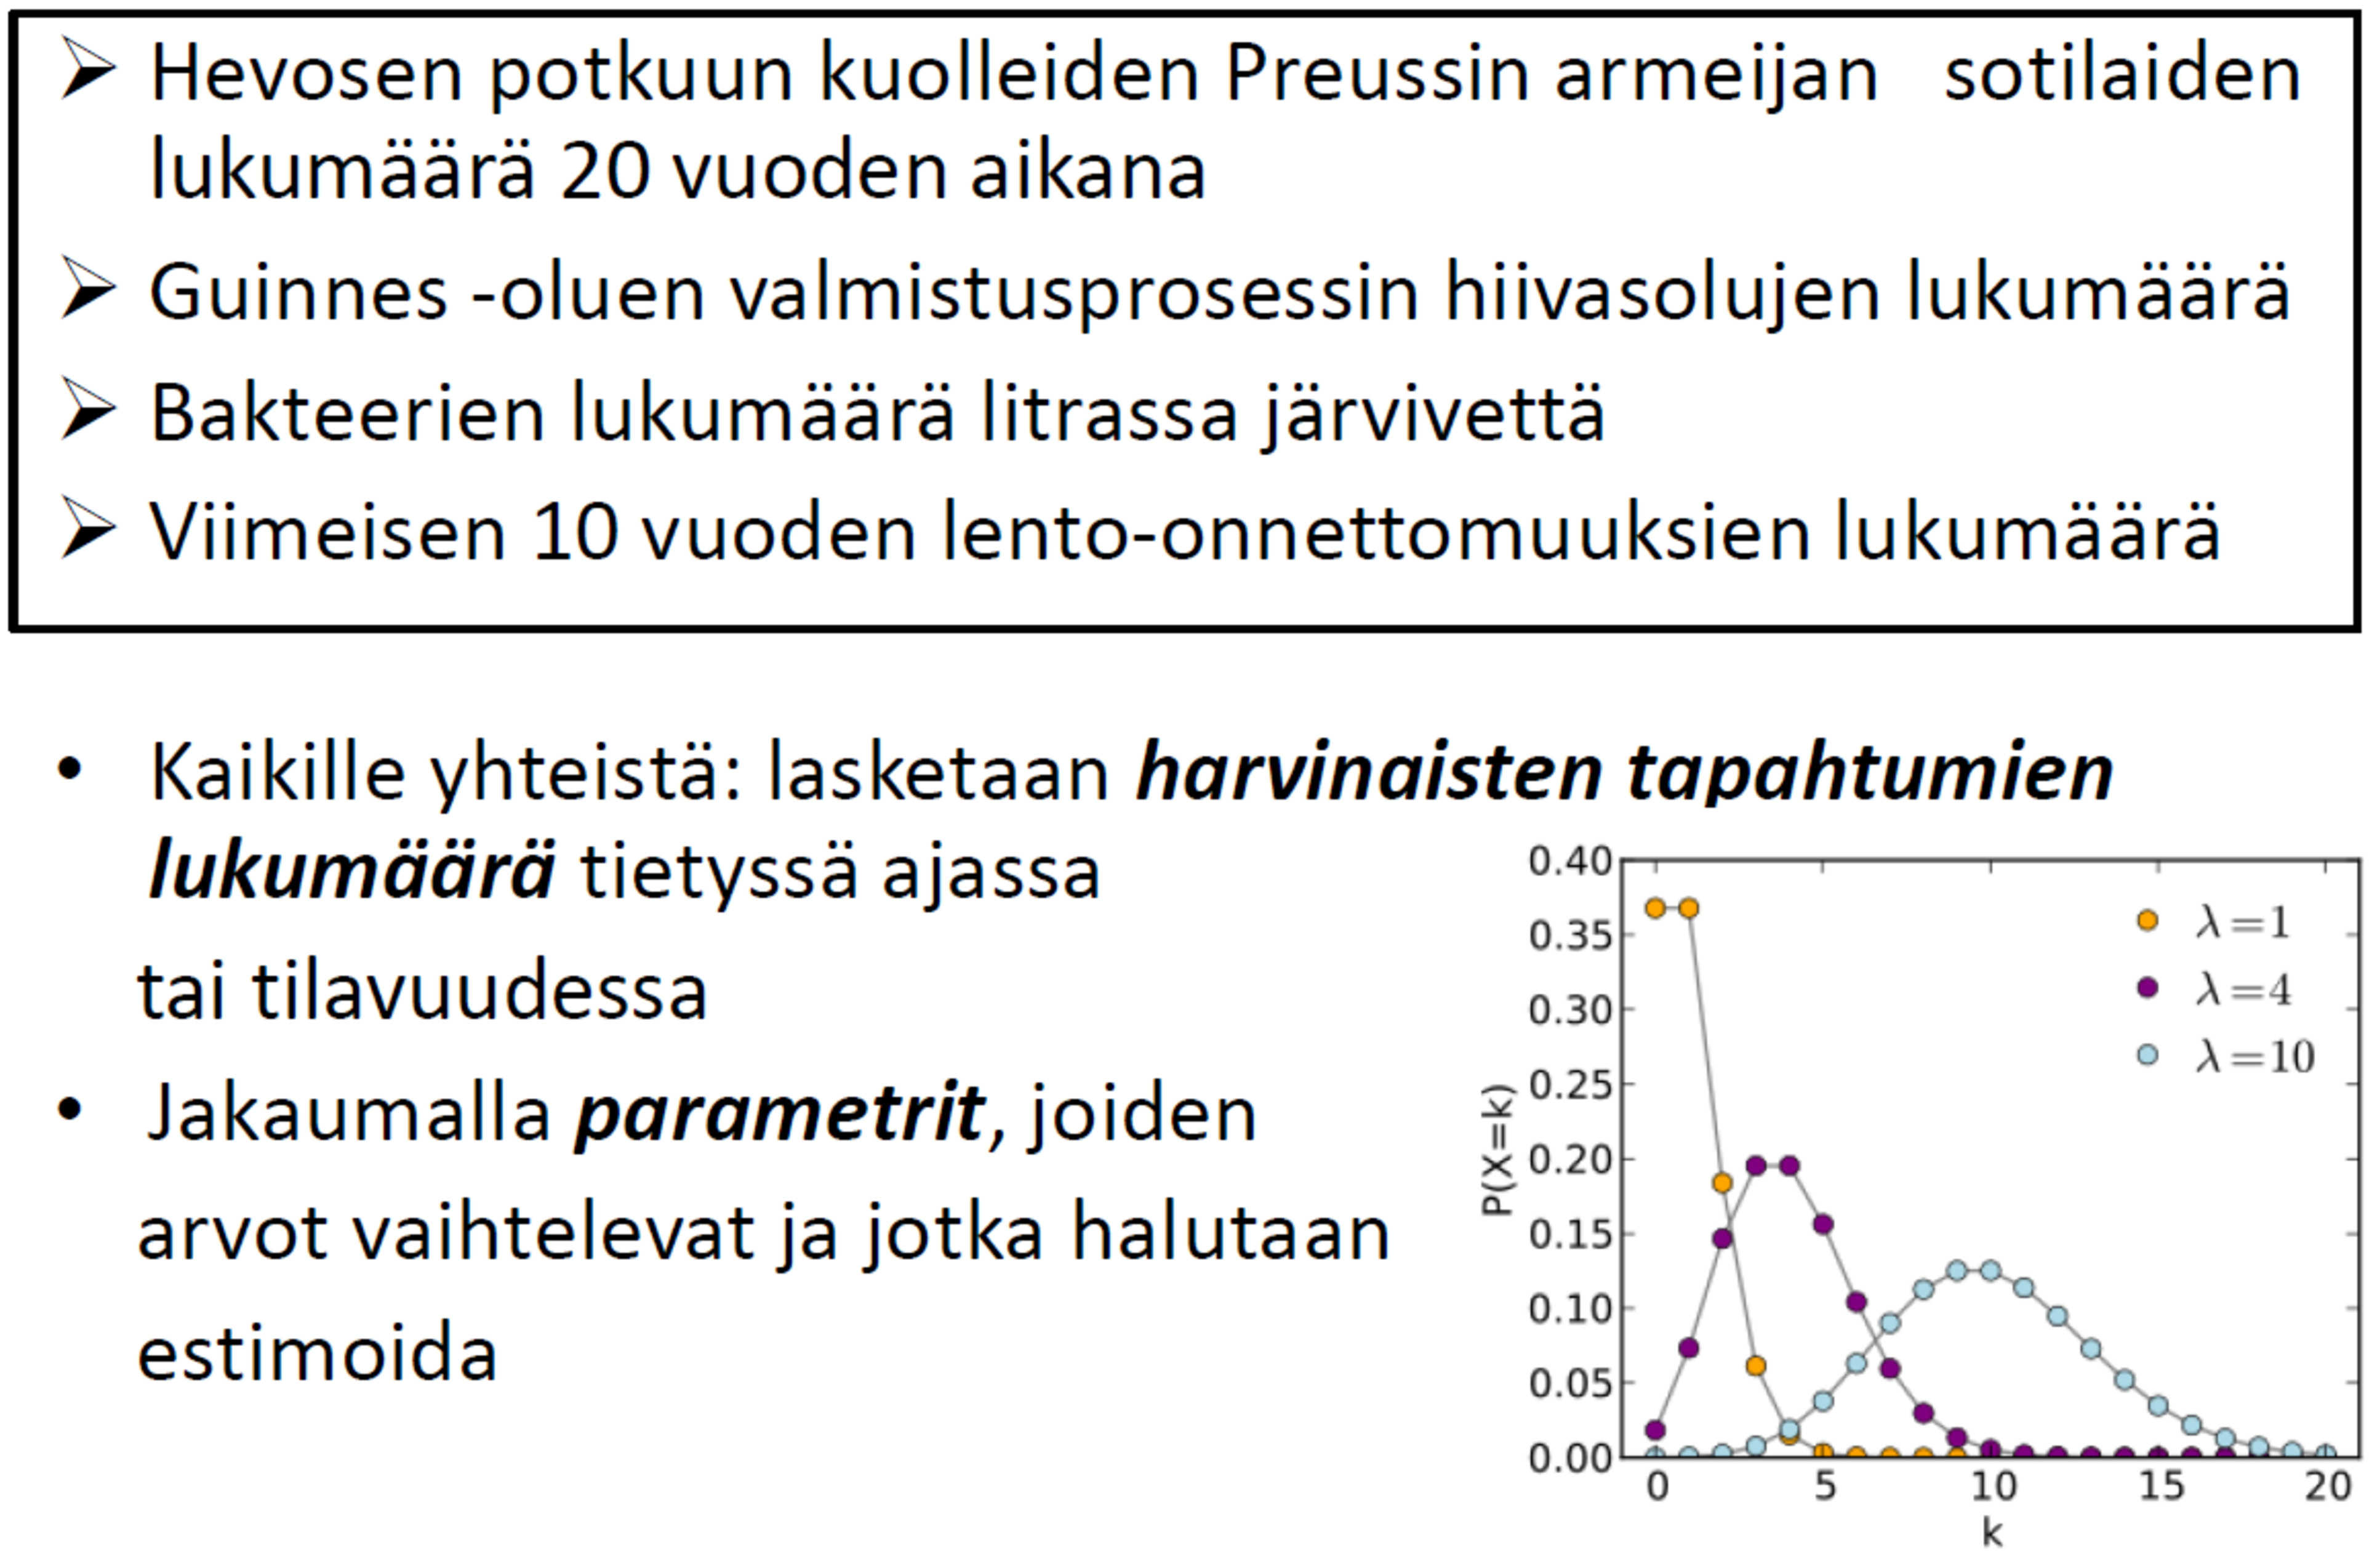 ➢ Hevosen potkuun kuolleiden Preussin armeijan sotilaiden
lukumäärä 20 vuoden aikana
➢ Guinnes -oluen valmistusprosessin hiivasolujen lukumäärä
➢ Bakteerien lukumäärä litrassa järvivettä
➢ Viimeisen 10 vuoden lento-onnettomuuksien lukumäärä
• Kaikille yhteistä: lasketaan harvinaisten tapahtumien
lukumäärä tietyssä ajassa
tai tilavuudessa
• Jakaumalla parametrit, joiden
arvot vaihtelevat ja jotka halutaan
estimoida
0.40
0.35
0.30
0.25
0.20
0.15
0.10
0.05
0.00
P(X=k)
λ=1
λ=4
λ=10
0 5 10 15 20
k